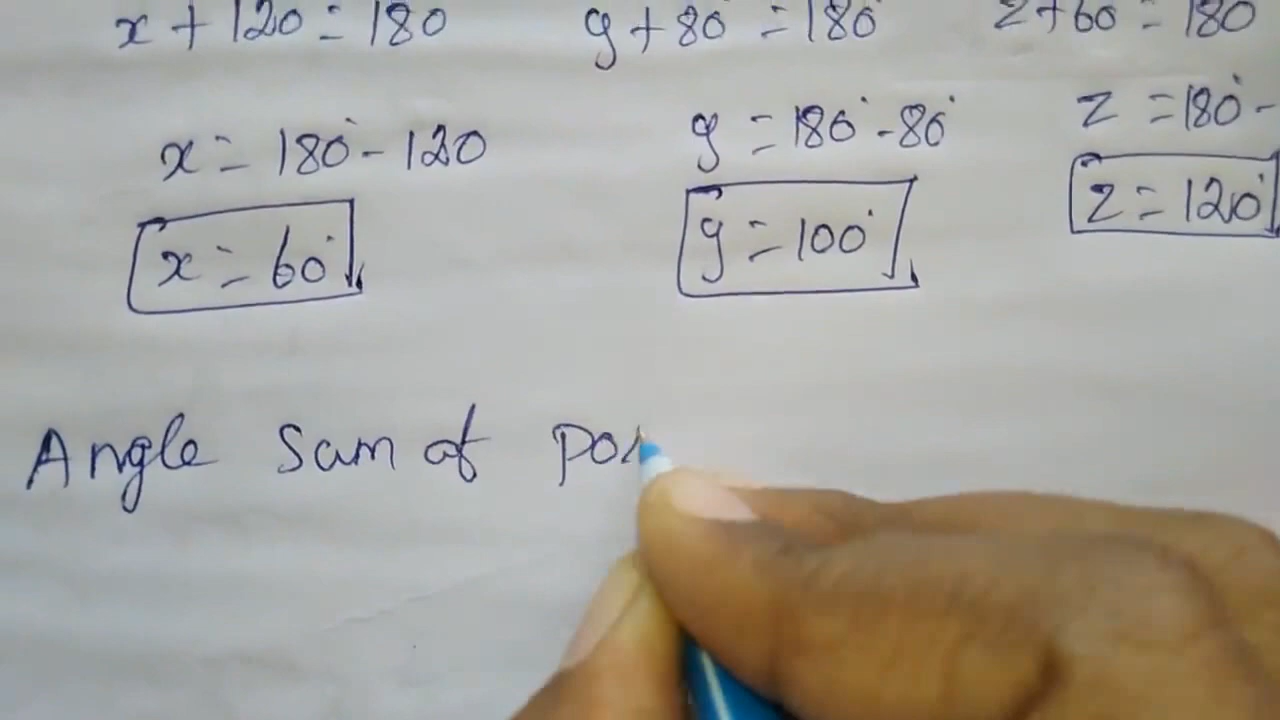 x + 120 = 180 y + 80° = 180° z + 60 = 180
x = 180° - 120 y = 180° - 80° z = 180° -
x = 60° y = 100° z = 120°
Angle Sum of